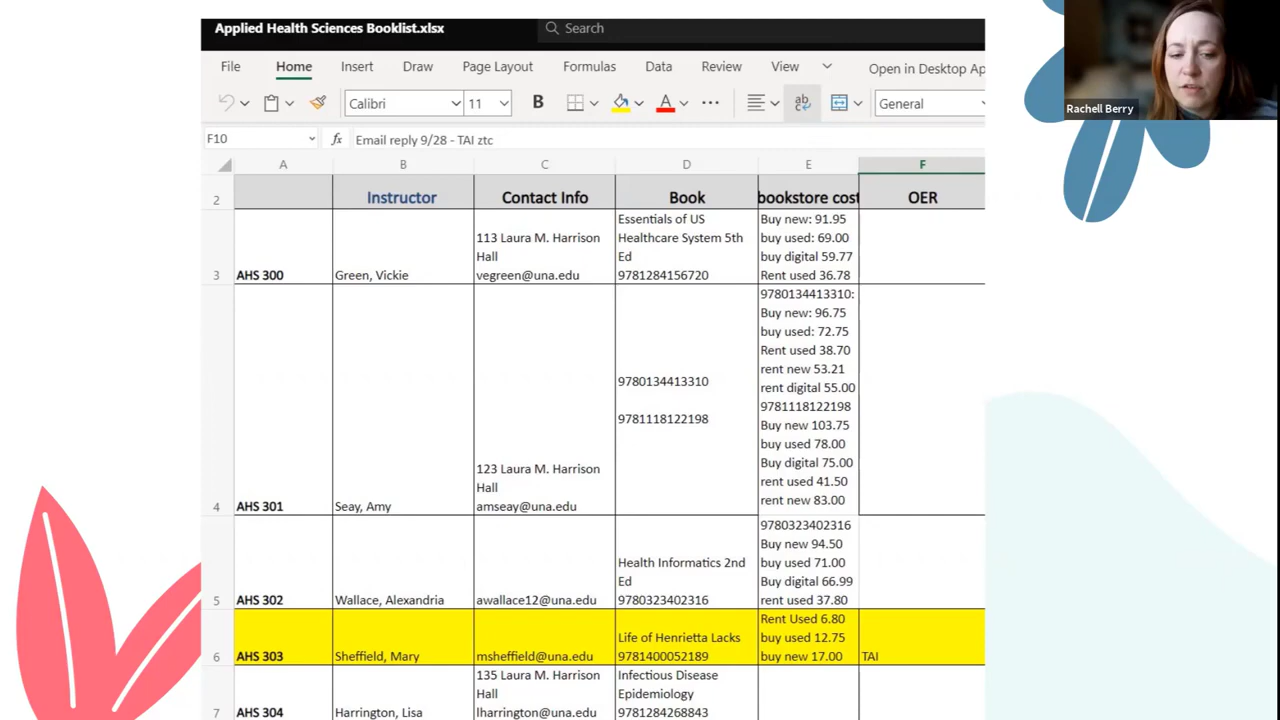 Applied Health Sciences Booklist.xlsx
Search
File Home Insert Draw Page Layout Formulas Data Review View Open in Desktop Ap
Calibri 11 B A General
F10 fx Email reply 9/28 - TAI ztc
A B C D E F
2 Instructor Contact Info Book bookstore cost OER
3 AHS 300
Green, Vickie
113 Laura M. Harrison
Hall
vegreen@una.edu
Essentials of US
Healthcare System 5th
Ed
9781284156720
Buy new: 91.95
buy used: 69.00
buy digital 59.77
Rent used 36.78
4 AHS 301
Seay, Amy
123 Laura M. Harrison
Hall
amseay@una.edu
9780134413310
9781118122198
9780134413310:
Buy new: 96.75
buy used: 72.75
Rent used 38.70
rent new 53.21
rent digital 55.00
9781118122198
Buy new 103.75
buy used 78.00
Buy digital 75.00
rent used 41.50
rent new 83.00
5 AHS 302
Wallace, Alexandria
awallace12@una.edu
Health Informatics 2nd
Ed
9780323402316
9780323402316
Buy new 94.50
buy used 71.00
Buy digital 66.99
rent used 37.80
6 AHS 303
Sheffield, Mary
msheffield@una.edu
Life of Henrietta Lacks
9781400052189
Rent Used 6.80
buy used 12.75
buy new 17.00
TAI
7 AHS 304
Harrington, Lisa
135 Laura M. Harrison
Hall
lharrington@una.edu
Infectious Disease
Epidemiology
9781284268843
Rachell Berry